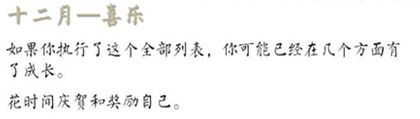 十二月—喜乐
如果你执行了这个全部列表，你可能已经在几个方面有
了成长。
花时间庆贺和奖励自己。